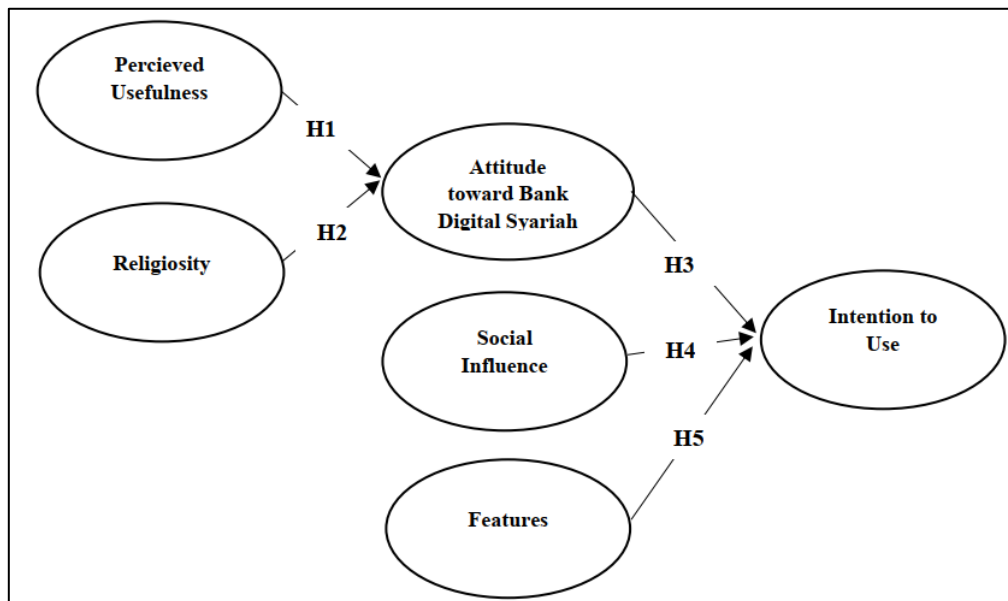 Percieved
Usefulness
H1
Attitude
toward Bank
Digital Syariah
H2
Religiosity
H3
Intention to
Use
Social
Influence
H4
H5
Features